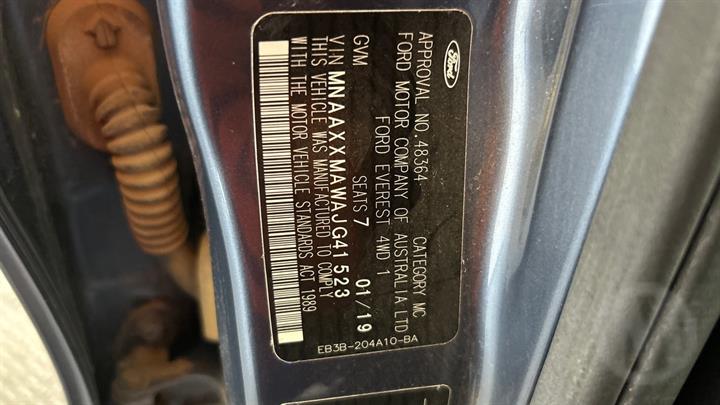 Ford
APPROVAL NO.48364 CATEGORY MC
FORD MOTOR COMPANY OF AUSTRALIA LTD
FORD EVEREST 4WD 1
GVM SEATS 7 01/19
VIN MNAAXXMAWAJG41523
THIS VEHICLE WAS MANUFACTURED TO COMPLY
WITH THE MOTOR VEHICLE STANDARDS ACT 1989
EB3B-204A10-BA